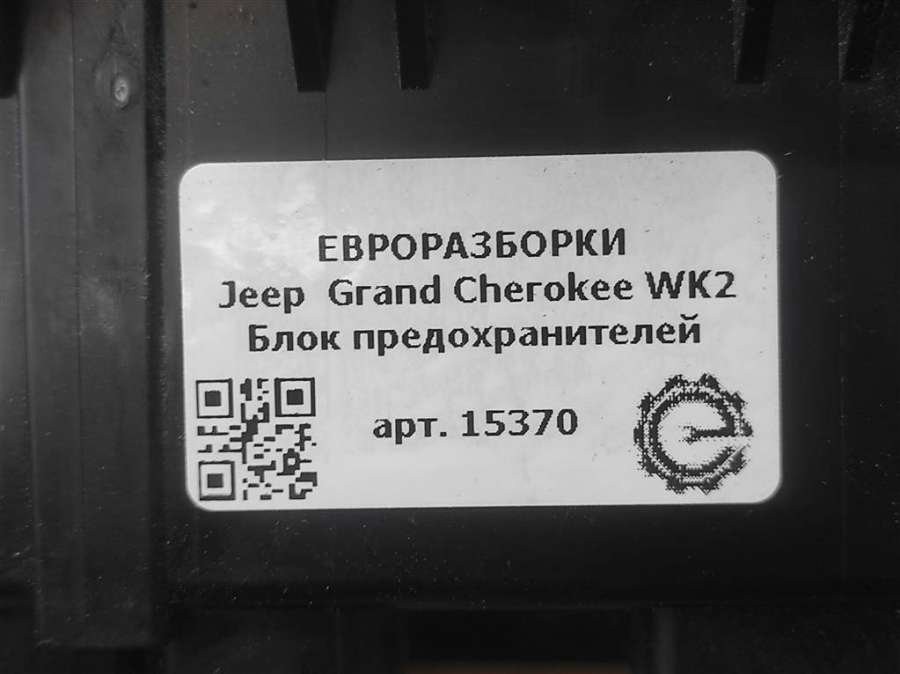 ЕВРОРАЗБОРКИ
Jeep Grand Cherokee WK2
Блок предохранителей
арт. 15370